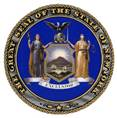 THE GREAT SEAL OF THE STATE OF NEW YORK
EXCELSIOR